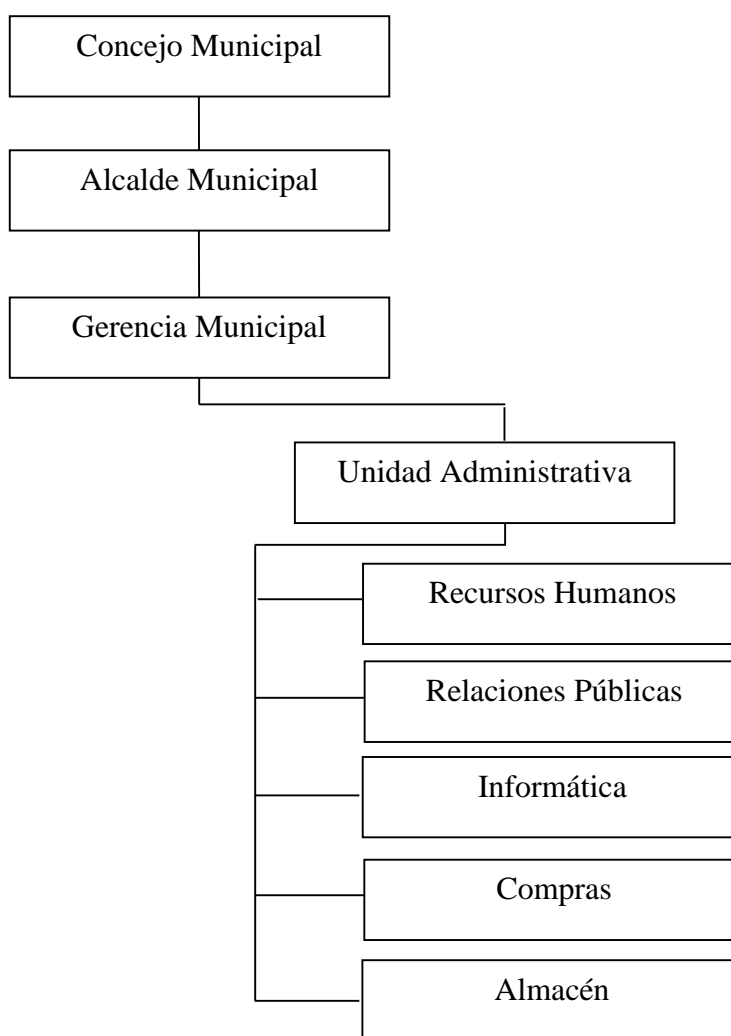 Concejo Municipal
Alcalde Municipal
Gerencia Municipal
Unidad Administrativa
Recursos Humanos
Relaciones Públicas
Informática
Compras
Almacén